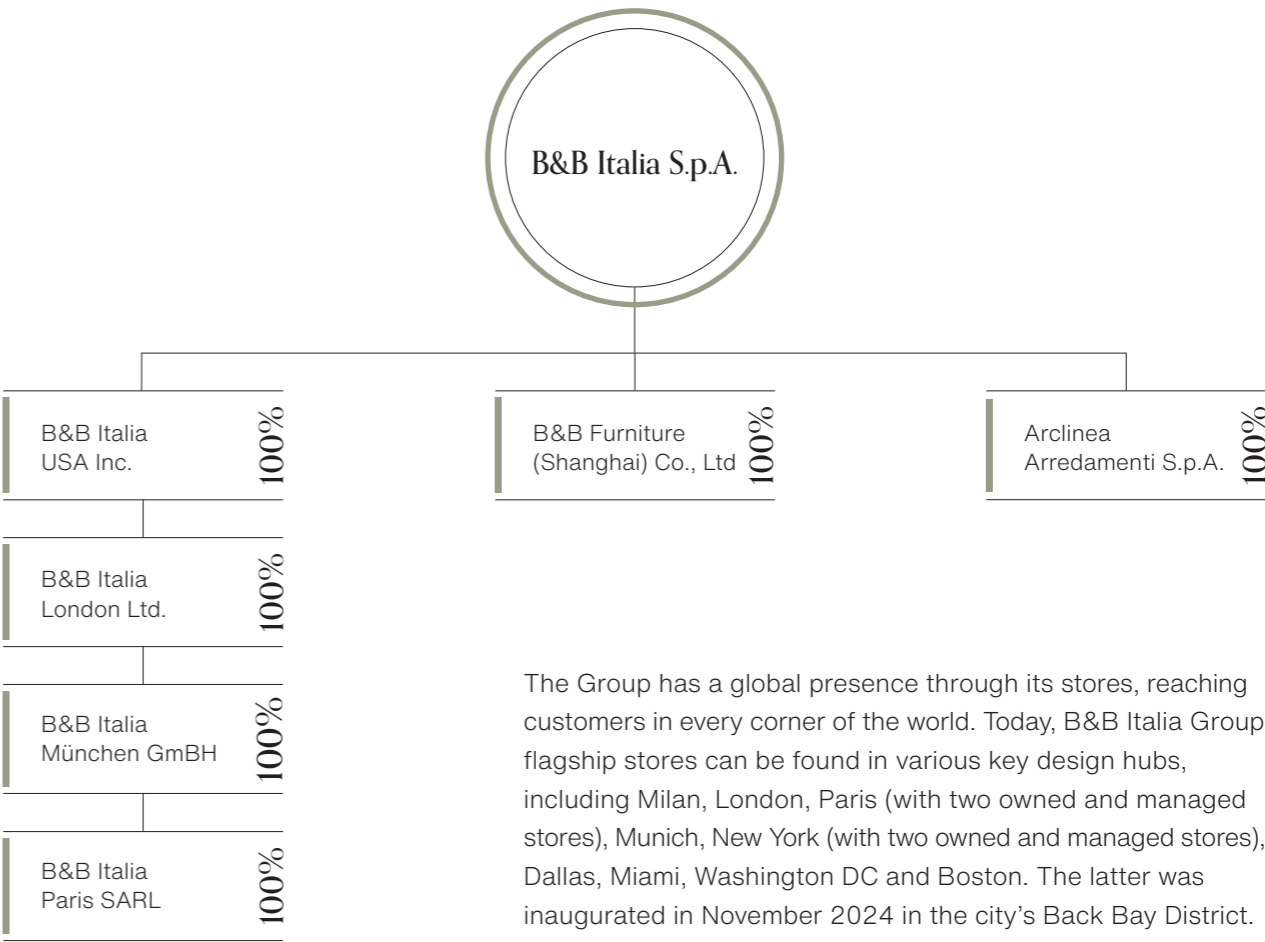 B&B Italia S.p.A.
B&B Italia
USA Inc.
100%
B&B Furniture
(Shanghai) Co., Ltd
100%
Arclinea
Arredamenti S.p.A.
100%
B&B Italia
London Ltd.
100%
B&B Italia
München GmBH
100%
B&B Italia
Paris SARL
100%
The Group has a global presence through its stores, reaching
customers in every corner of the world. Today, B&B Italia Group
flagship stores can be found in various key design hubs,
including Milan, London, Paris (with two owned and managed
stores), Munich, New York (with two owned and managed stores),
Dallas, Miami, Washington DC and Boston. The latter was
inaugurated in November 2024 in the city’s Back Bay District.